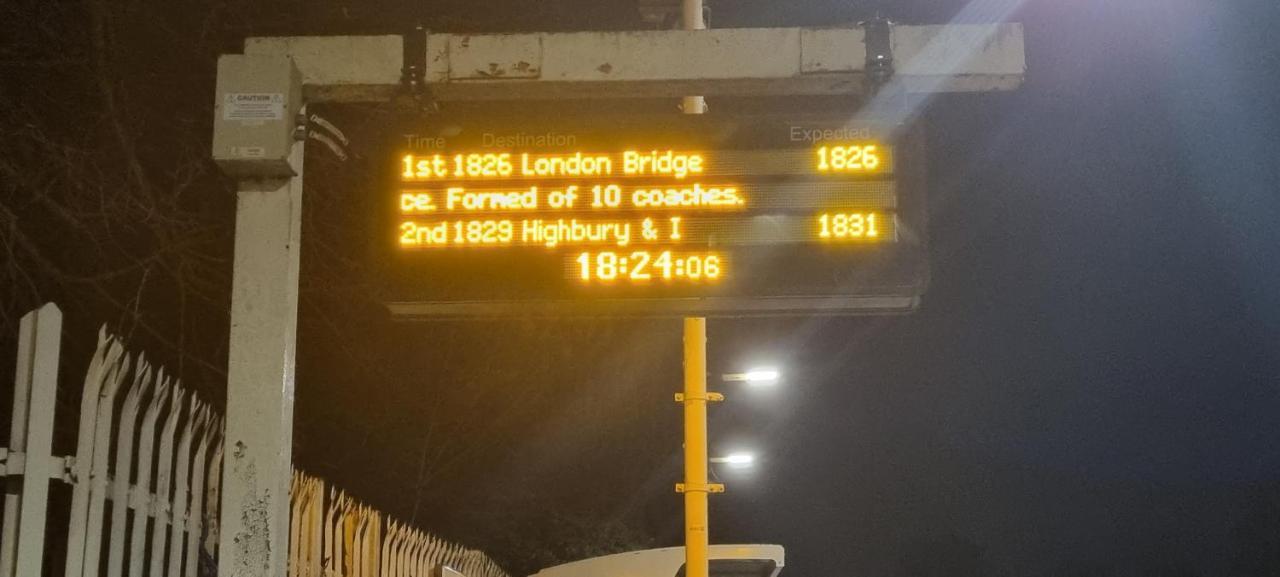 CAUTION
Time Destination Expected
1st 1826 London Bridge 1826
ce. Formed of 10 coaches.
2nd 1829 Highbury & I 1831
18:24:06